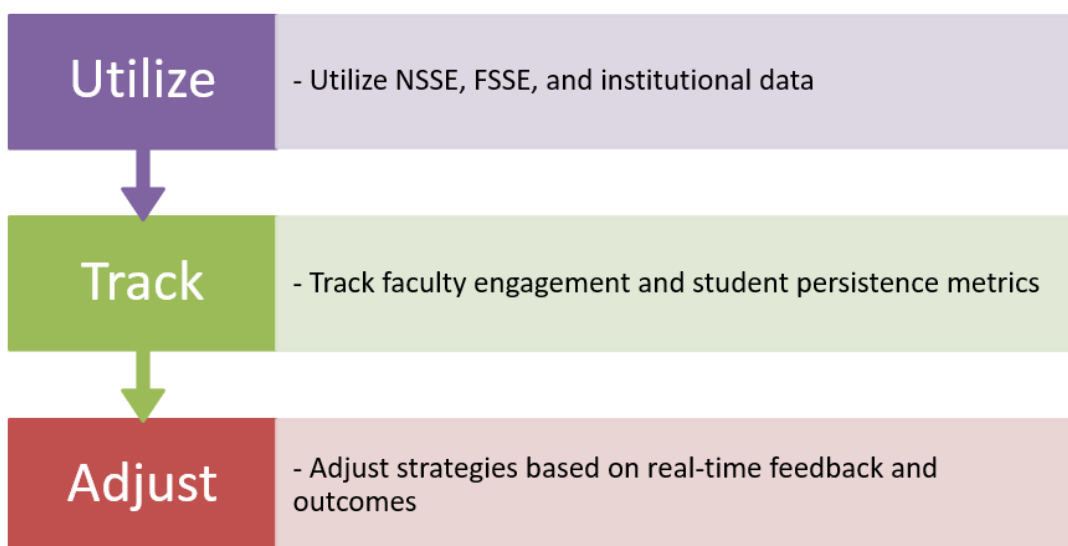 Utilize
- Utilize NSSE, FSSE, and institutional data
Track
- Track faculty engagement and student persistence metrics
Adjust
- Adjust strategies based on real-time feedback and
outcomes